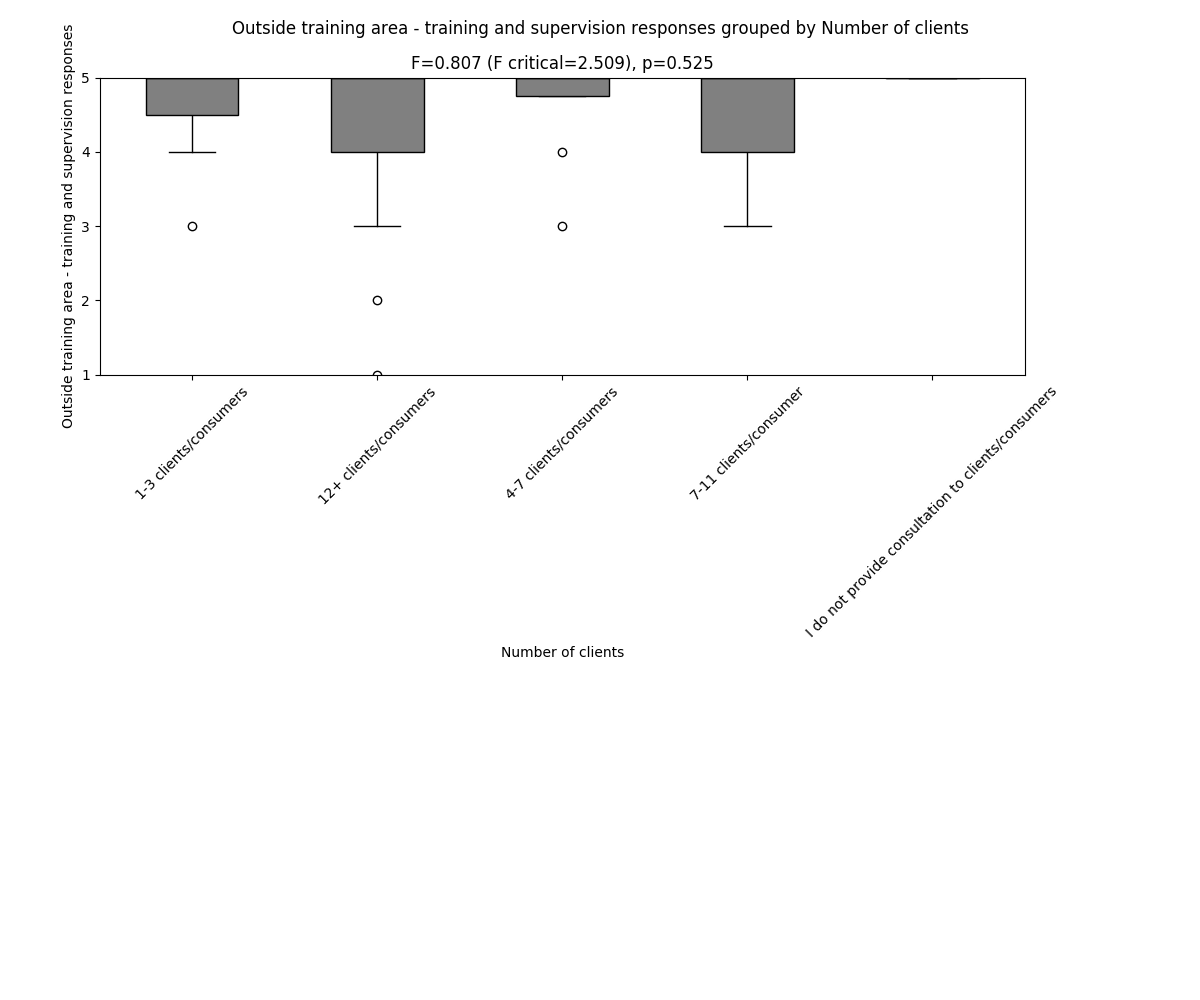 Outside training area - training and supervision responses grouped by Number of clients
F=0.807 (F critical=2.509), p=0.525
Outside training area - training and supervision responses
5
4
3
2
1
1-3 clients/consumers
12+ clients/consumers
4-7 clients/consumers
7-11 clients/consumer
I do not provide consultation to clients/consumers
Number of clients